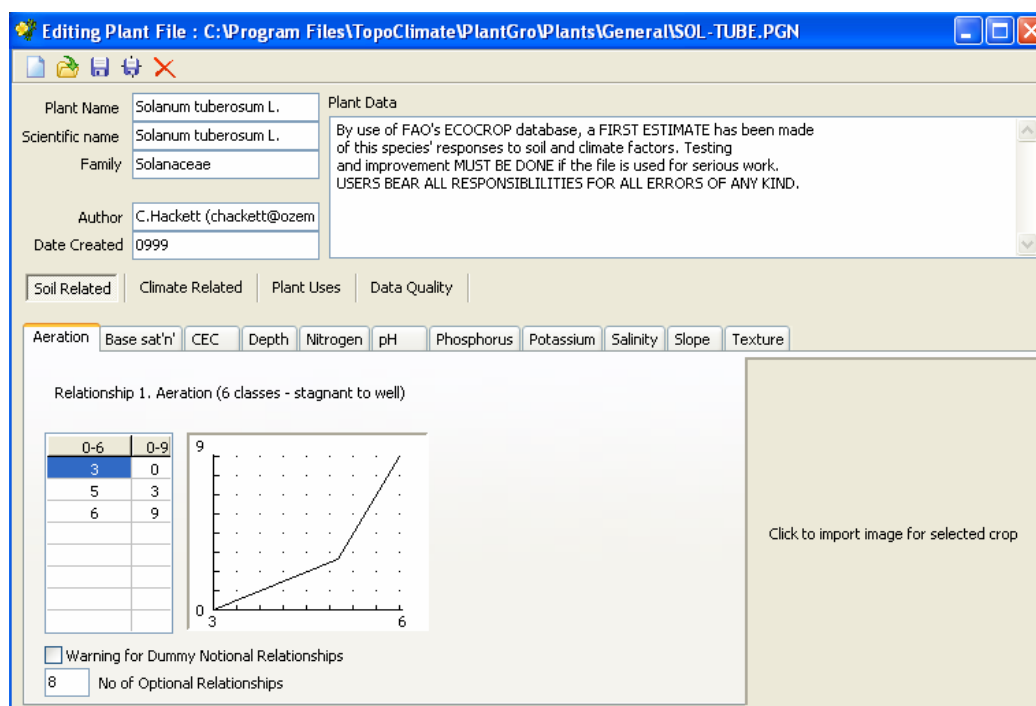 Editing Plant File : C:\Program Files\TopoClimate\PlantGro\Plants\General\SOL-TUBE.PGN
Plant Name Solanum tuberosum L.
Scientific name Solanum tuberosum L.
Family Solanaceae
Author C.Hackett (chackett@ozem
Date Created 0999
Plant Data
By use of FAO's ECOCROP database, a FIRST ESTIMATE has been made
of this species' responses to soil and climate factors. Testing
and improvement MUST BE DONE if the file is used for serious work.
USERS BEAR ALL RESPONSIBLILITIES FOR ALL ERRORS OF ANY KIND.
Soil Related Climate Related Plant Uses Data Quality
Aeration Base sat'n' CEC Depth Nitrogen pH Phosphorus Potassium Salinity Slope Texture
Relationship 1. Aeration (6 classes - stagnant to well)
0-6 0-9
3 0
5 3
6 9
9
0
3 6
Click to import image for selected crop
Warning for Dummy Notional Relationships
8 No of Optional Relationships